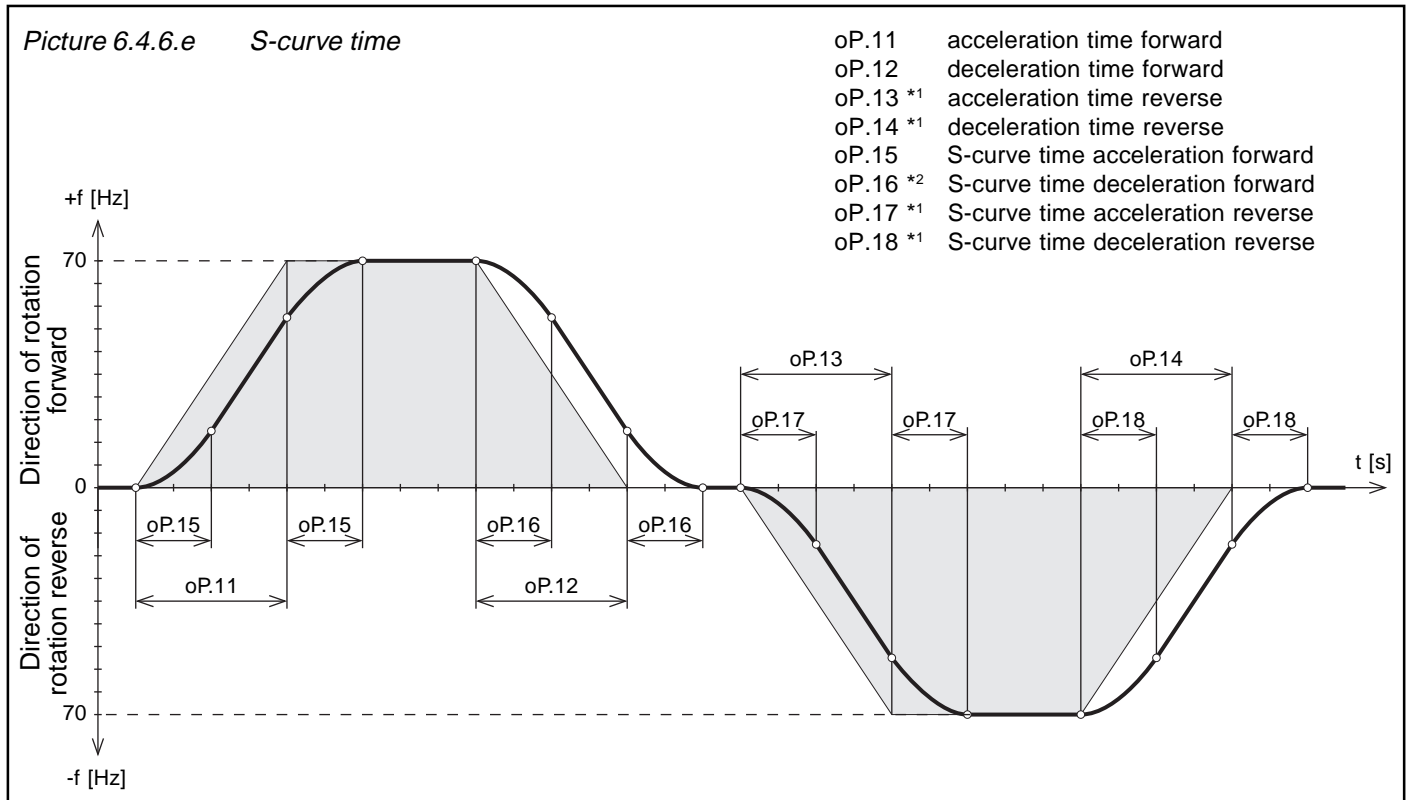 Picture 6.4.6.e S-curve time
oP.11 acceleration time forward
oP.12 deceleration time forward
oP.13 *1 acceleration time reverse
oP.14 *1 deceleration time reverse
oP.15 S-curve time acceleration forward
oP.16 *2 S-curve time deceleration forward
oP.17 *1 S-curve time acceleration reverse
oP.18 *1 S-curve time deceleration reverse
+f [Hz]
70
Direction of rotation
forward
oP.13 oP.14
oP.17 oP.17 oP.18 oP.18
t [s]
0
oP.15 oP.15 oP.16 oP.16
oP.11 oP.12
Direction of
rotation reverse
70
-f [Hz]